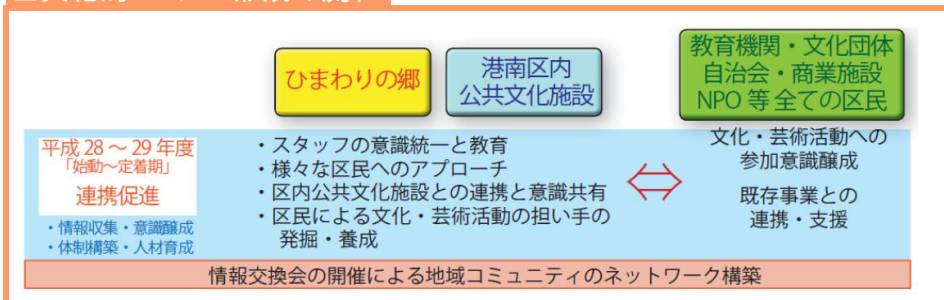 ひまわりの郷
港南区内
公共文化施設
教育機関・文化団体
自治会・商業施設
NPO 等 全ての区民
平成 28 ~ 29 年度
「始動~定着期」
連携促進
・情報収集・意識醸成
・体制構築・人材育成
・スタッフの意識統一と教育
・様々な区民へのアプローチ
・区内公共文化施設との連携と意識共有
・区民による文化・芸術活動の担い手の
発掘・養成
文化・芸術活動への
参加意識醸成
既存事業との
連携・支援
情報交換会の開催による地域コミュニティのネットワーク構築